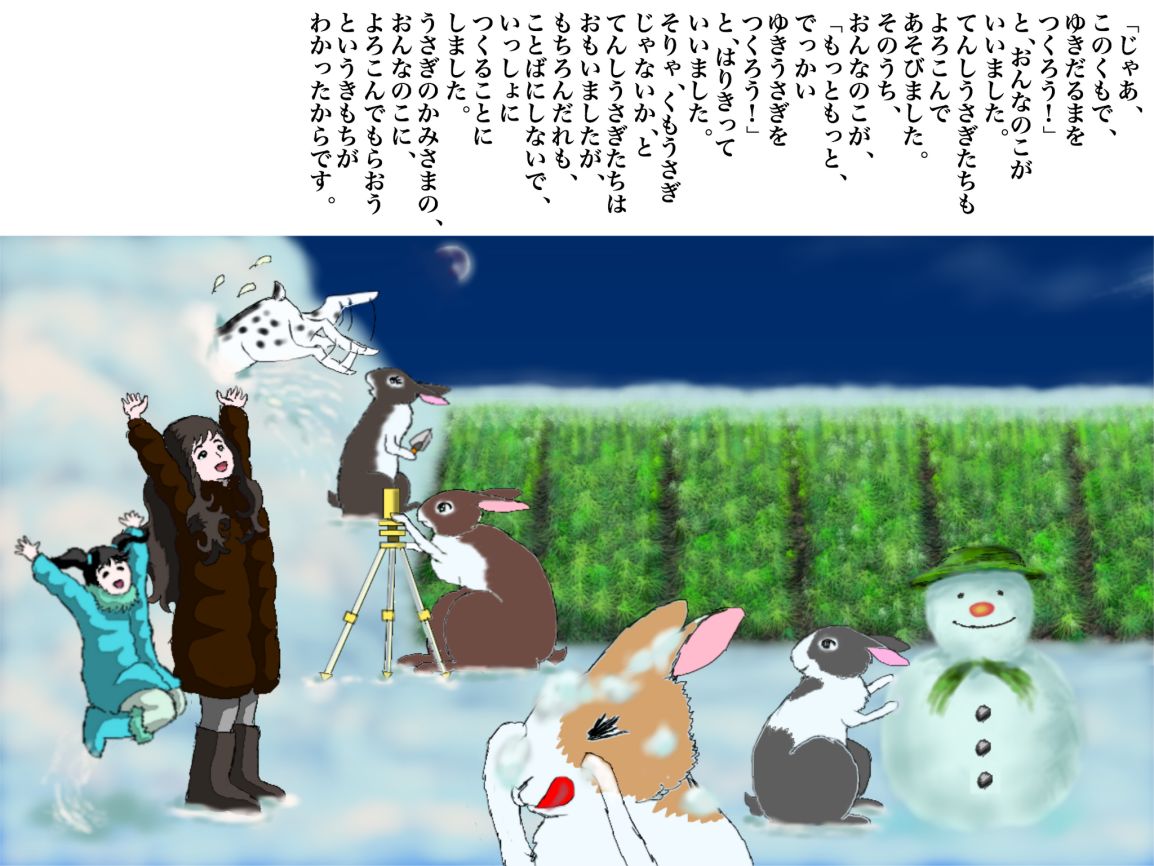 「じゃあ、
このくもで、
ゆきだるまを
つくろう！」
と、おんなのこが
いいました。
てんしうさぎたちも
よろこんで
あそびました。
そのうち、
おんなのこが、
「もっともっと、
でっかい
ゆきうさぎを
つくろう！」
と、はりきって
いいました。
そりゃ、くもうさぎ
じゃないか、と
てんしうさぎたちは
おもいましたが、
もちろんだれも、
ことばにしないで、
いっしょに
つくることに
しました。
うさぎのかみさまの、
おんなのこに、
よろこんでもらおう
というきもちが
わかったからです。